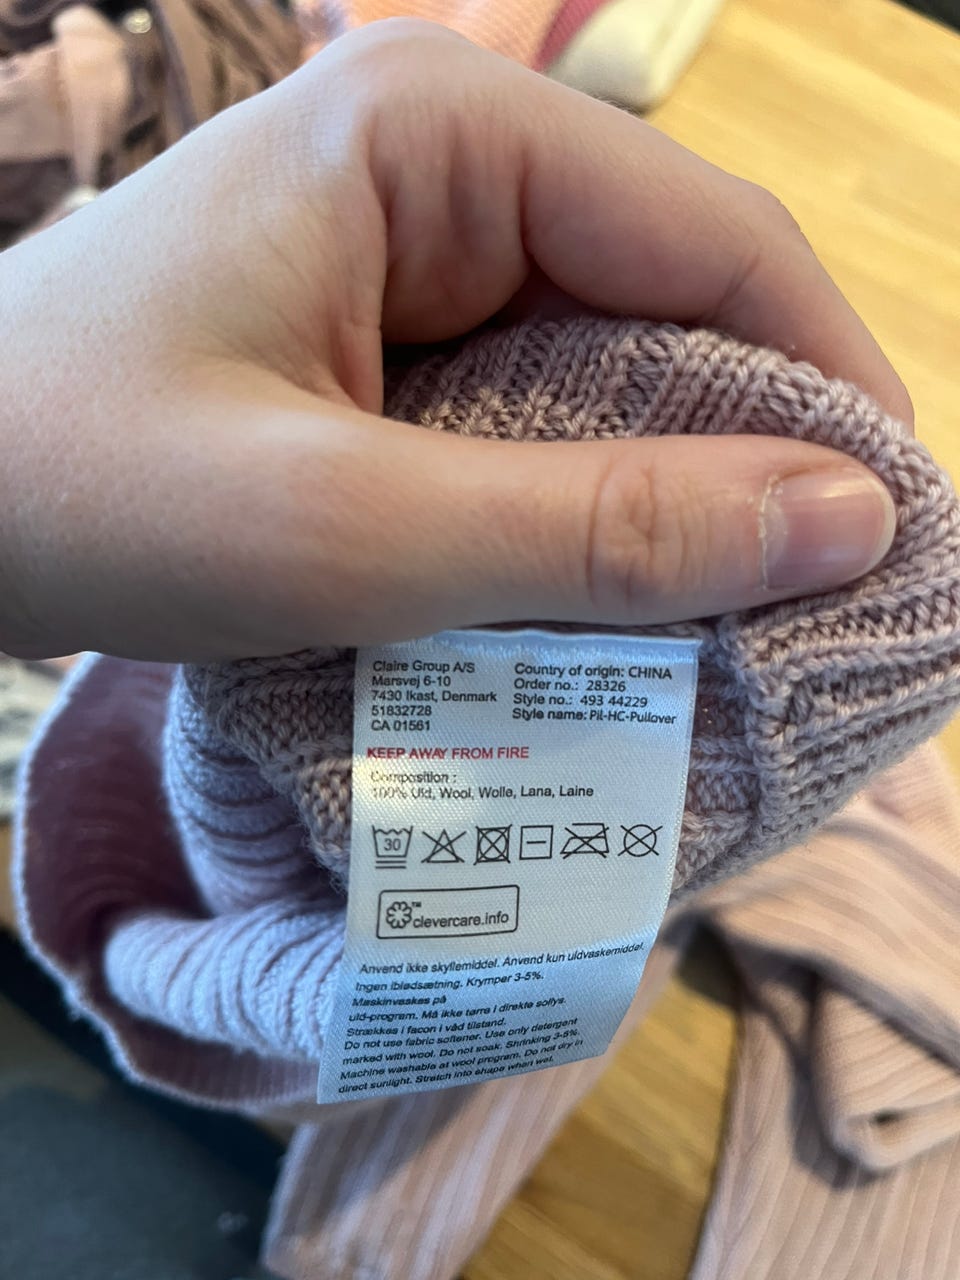 Claire Group A/S
Marsvej 6-10
7430 Ikast, Denmark
51832728
CA 01561
Country of origin: CHINA
Order no.: 28326
Style no.: 493 44229
Style name: Pil-HC-Pullover
KEEP AWAY FROM FIRE
Composition :
100% Uld, Wool, Wolle, Lana, Laine
30
clevercare.info
Anvend ikke skyllemiddel. Anvend kun uldvaskemiddel.
Ingen iblødsætning. Krymper 3-5%.
Maskinvaskes på
uld-program. Må ikke tørre i direkte sollys.
Strækkes i facon i våd tilstand.
Do not use fabric softener. Use only detergent
marked with wool. Do not soak. Shrinking 3-5%.
Machine washable at wool program. Do not dry in
direct sunlight. Stretch into shape when wet.